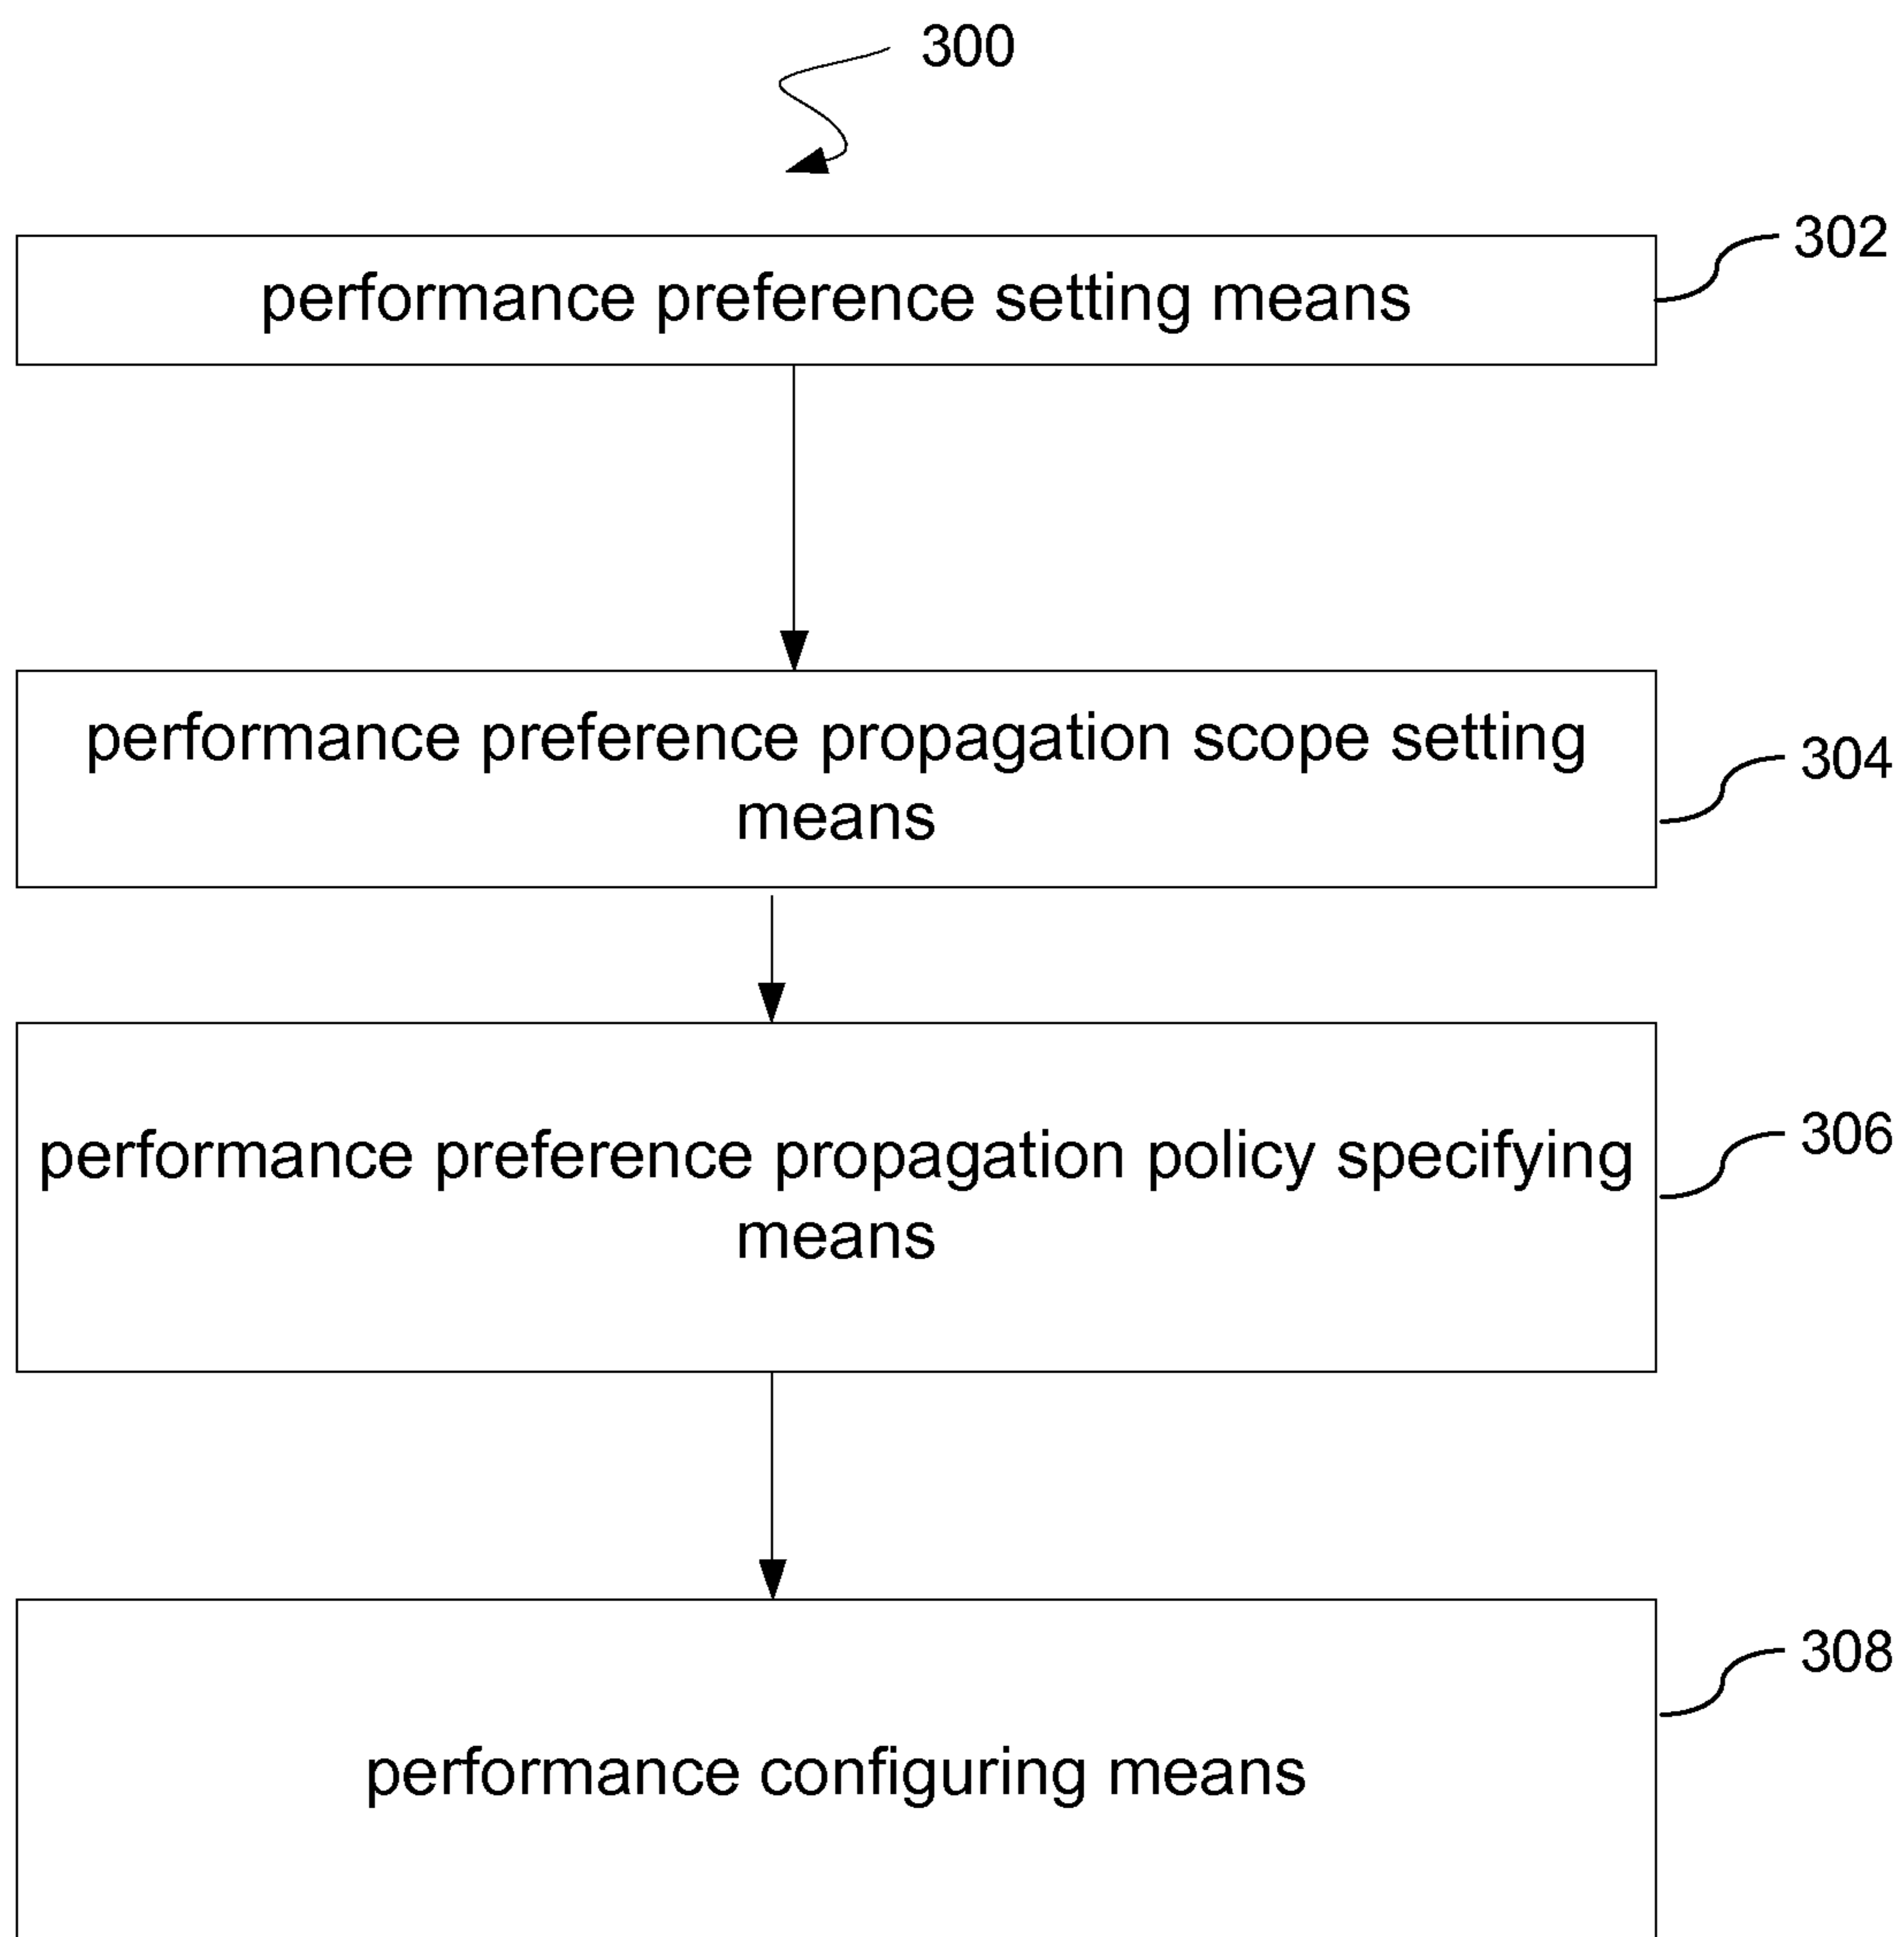 300
302
performance preference setting means
performance preference propagation scope setting
means
304
performance preference propagation policy specifying
means
306
308
performance configuring means